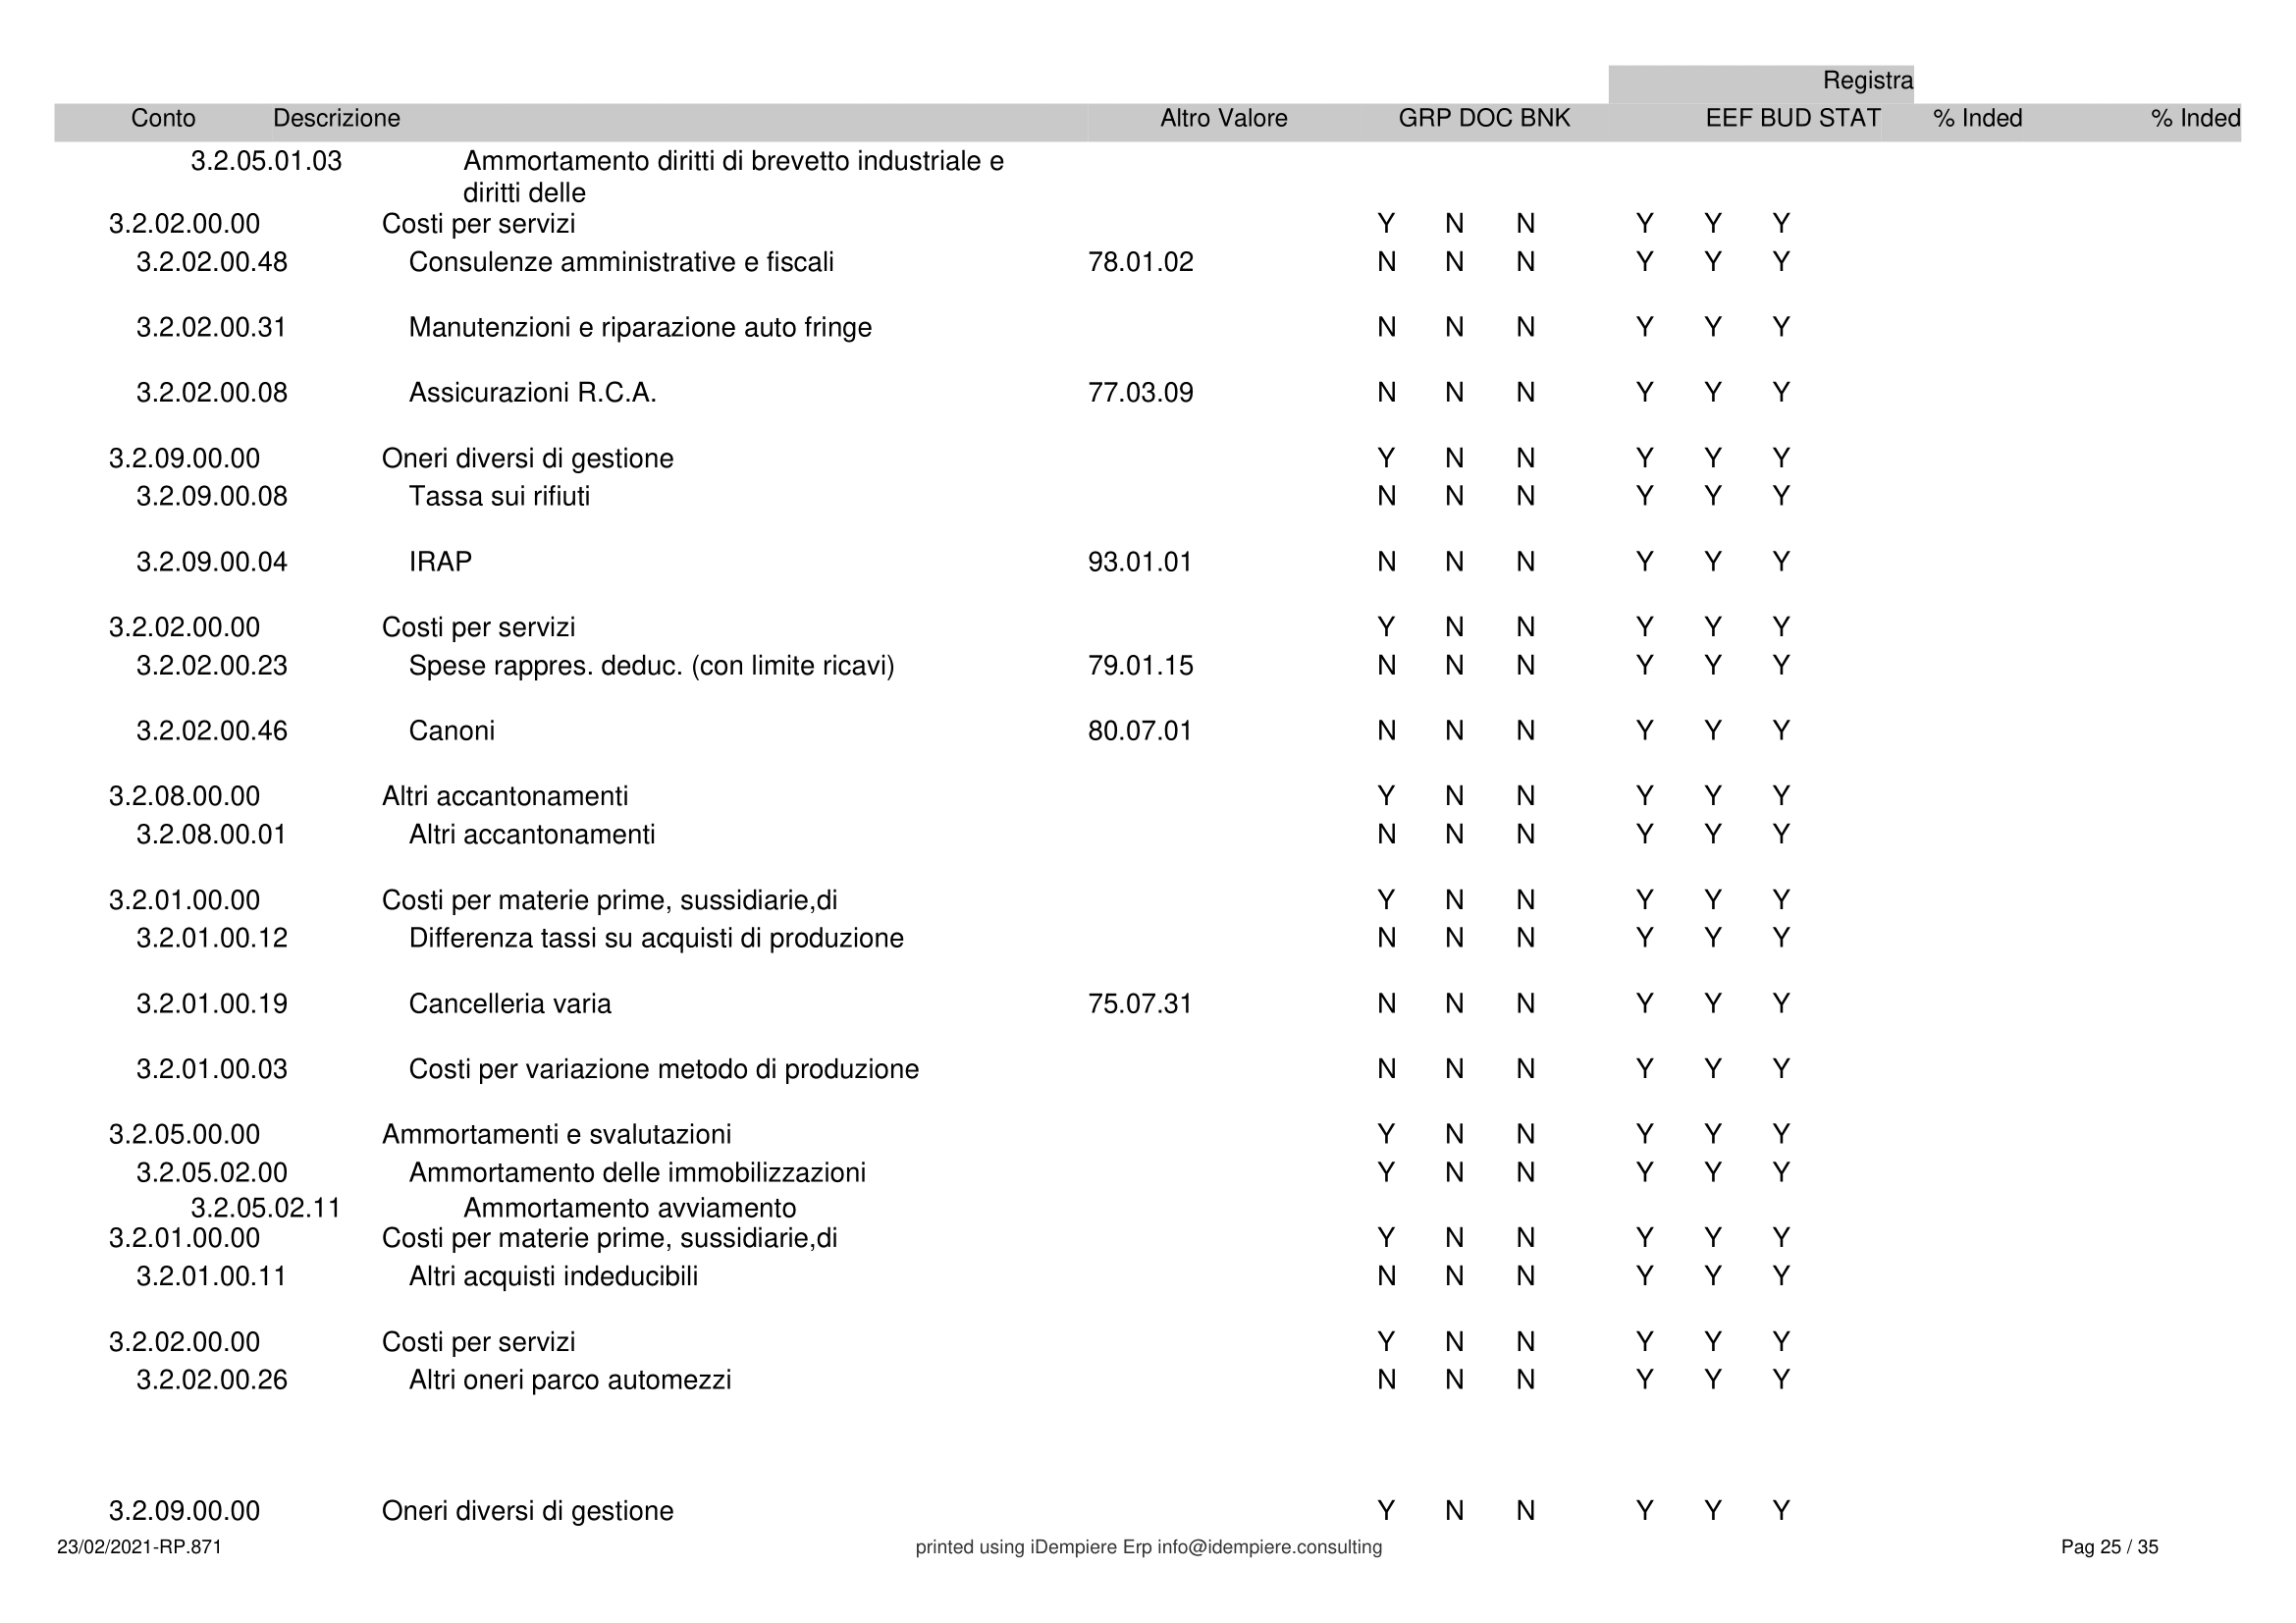 Registra
Conto Descrizione Altro Valore GRP DOC BNK EEF BUD STAT % Inded % Inded
3.2.05.01.03 Ammortamento diritti di brevetto industriale e
diritti delle
3.2.02.00.00 Costi per servizi Y N N Y Y Y
3.2.02.00.48 Consulenze amministrative e fiscali 78.01.02 N N N Y Y Y
3.2.02.00.31 Manutenzioni e riparazione auto fringe N N N Y Y Y
3.2.02.00.08 Assicurazioni R.C.A. 77.03.09 N N N Y Y Y
3.2.09.00.00 Oneri diversi di gestione Y N N Y Y Y
3.2.09.00.08 Tassa sui rifiuti N N N Y Y Y
3.2.09.00.04 IRAP 93.01.01 N N N Y Y Y
3.2.02.00.00 Costi per servizi Y N N Y Y Y
3.2.02.00.23 Spese rappres. deduc. (con limite ricavi) 79.01.15 N N N Y Y Y
3.2.02.00.46 Canoni 80.07.01 N N N Y Y Y
3.2.08.00.00 Altri accantonamenti Y N N Y Y Y
3.2.08.00.01 Altri accantonamenti N N N Y Y Y
3.2.01.00.00 Costi per materie prime, sussidiarie,di Y N N Y Y Y
3.2.01.00.12 Differenza tassi su acquisti di produzione N N N Y Y Y
3.2.01.00.19 Cancelleria varia 75.07.31 N N N Y Y Y
3.2.01.00.03 Costi per variazione metodo di produzione N N N Y Y Y
3.2.05.00.00 Ammortamenti e svalutazioni Y N N Y Y Y
3.2.05.02.00 Ammortamento delle immobilizzazioni Y N N Y Y Y
3.2.05.02.11 Ammortamento avviamento
3.2.01.00.00 Costi per materie prime, sussidiarie,di Y N N Y Y Y
3.2.01.00.11 Altri acquisti indeducibili N N N Y Y Y
3.2.02.00.00 Costi per servizi Y N N Y Y Y
3.2.02.00.26 Altri oneri parco automezzi N N N Y Y Y
3.2.09.00.00 Oneri diversi di gestione Y N N Y Y Y
23/02/2021-RP.871 printed using iDempiere Erp info@idempiere.consulting Pag 25 / 35